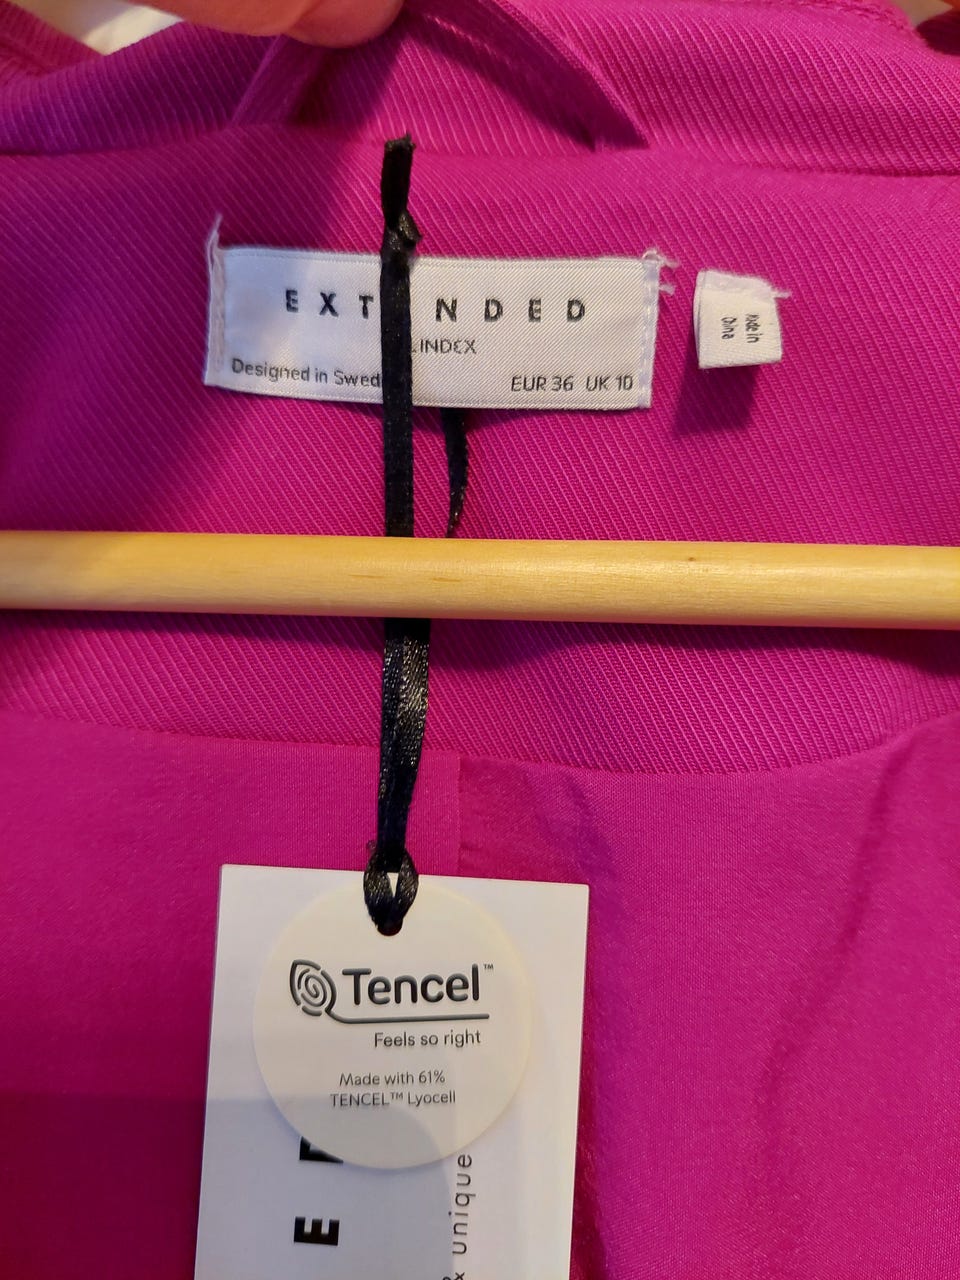 EXT NDED
.INDEX
Designed in Swed
EUR 36 UK 10
Made in
China
Tencel™
Feels so right
Made with 61%
TENCEL™ Lyocell
E
& unique